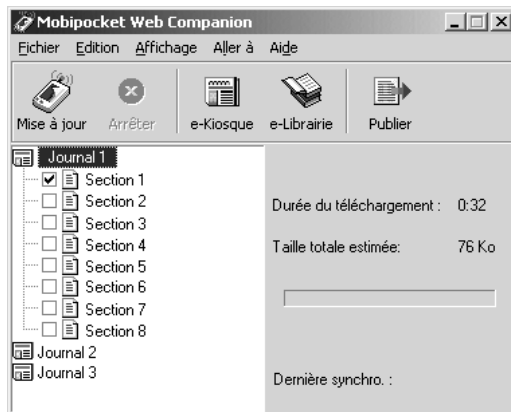 Mobipocket Web Companion
Fichier Edition Affichage Aller à Aide
Mise à jour Arrêter e-Kiosque e-Librairie Publier
Journal 1
Section 1
Section 2
Durée du téléchargement : 0:32
Section 3
Section 4
Taille totale estimée: 76 Ko
Section 5
Section 6
Section 7
Section 8
Journal 2
Journal 3
Dernière synchro. :